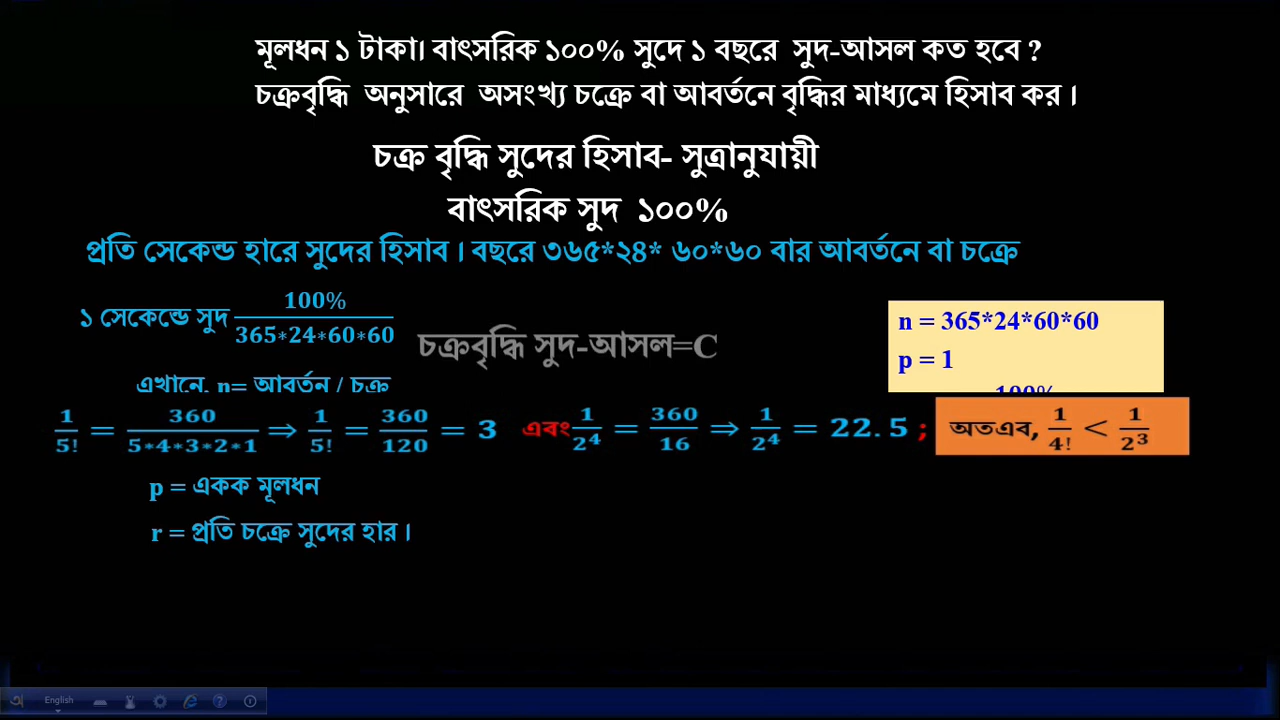 মূলধন ১ টাকা। বাৎসরিক ১০০% সুদে ১ বছরে সুদ-আসল কত হবে ?
চক্রবৃদ্ধি অনুসারে অসংখ্য চক্রে বা আবর্তনে বৃদ্ধির মাধ্যমে হিসাব কর ।
চক্র বৃদ্ধি সুদের হিসাব- সুত্রানুযায়ী
বাৎসরিক সুদ ১০০%
প্রতি সেকেন্ড হারে সুদের হিসাব । বছরে ৩৬৫*২৪* ৬০*৬০ বার আবর্তনে বা চক্রে
১ সেকেন্ডে সুদ 100% / 365*24*60*60
চক্রবৃদ্ধি সুদ-আসল=C
n = 365*24*60*60
p = 1
100%
এখানে, n= আবর্তন / চক্র
1/5! = 360/5*4*3*2*1 ⇒ 1/5! = 360/120 = 3 এবং 1/2⁴ = 360/16 ⇒ 1/2⁴ = 22.5 ; অতএব, 1/4! < 1/2³
p = একক মূলধন
r = প্রতি চক্রে সুদের হার ।
English